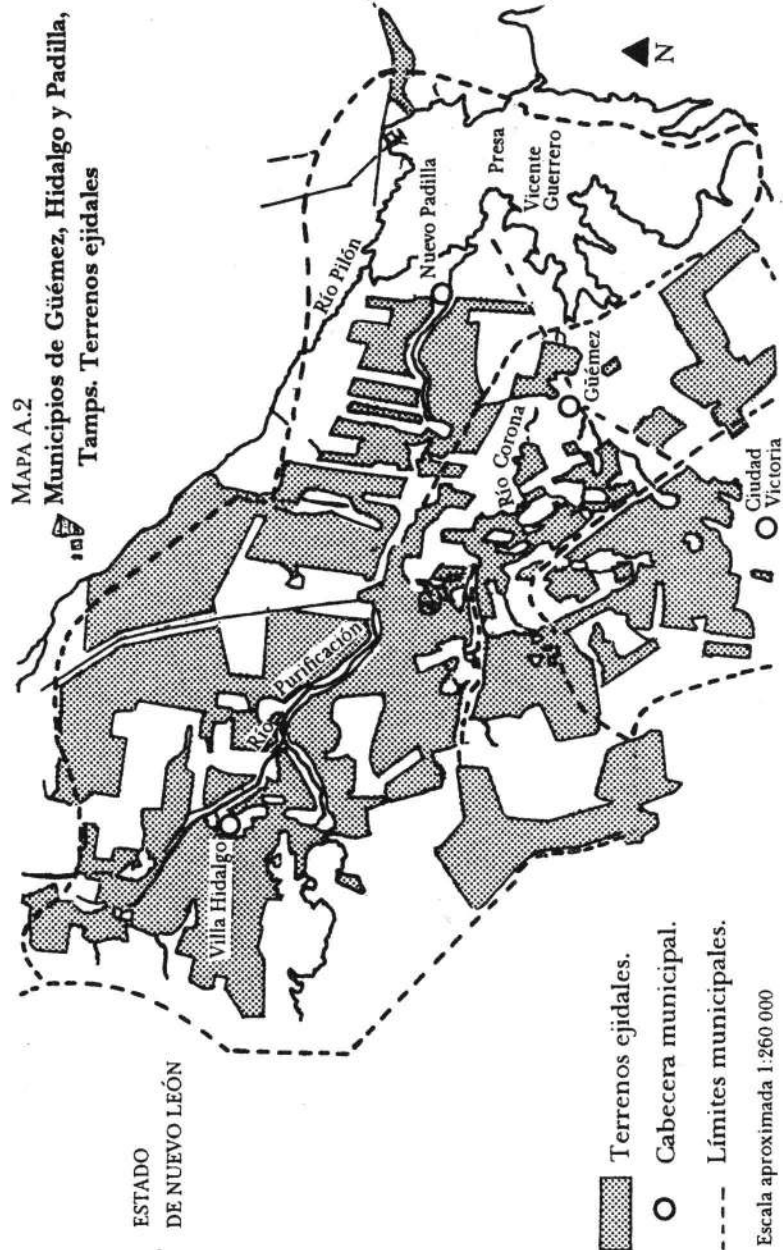 MAPA A.2
Municipios de Güémez, Hidalgo y Padilla,
Tamps. Terrenos ejidales
ESTADO
DE NUEVO LEÓN
Río Pilón
Nuevo Padilla
Presa
Vicente
Guerrero
N
Río
Purificación
Villa Hidalgo
Río Corona
Güémez
Ciudad
Victoria
Terrenos ejidales.
Cabecera municipal.
Límites municipales.
Escala aproximada 1:260 000